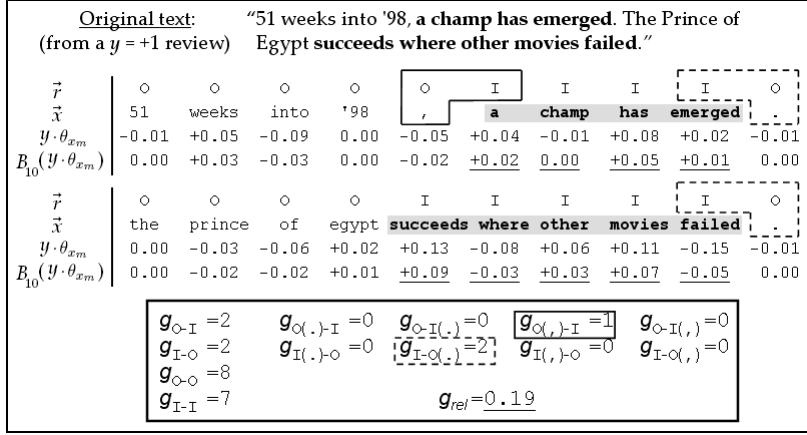 Original text: “51 weeks into '98, a champ has emerged. The Prince of
(from a y = +1 review) Egypt succeeds where other movies failed.”
r⃗ O O O O O I I I I O
x⃗ 51 weeks into '98 , a champ has emerged .
y·θxm -0.01 +0.05 -0.09 0.00 -0.05 +0.04 -0.01 +0.08 +0.02 -0.01
B10(y·θxm) 0.00 +0.03 -0.03 0.00 -0.02 +0.02 0.00 +0.05 +0.01 0.00
r⃗ O O O O I I I I I O
x⃗ the prince of egypt succeeds where other movies failed .
y·θxm 0.00 -0.03 -0.06 +0.02 +0.13 -0.08 +0.06 +0.11 -0.15 -0.01
B10(y·θxm) 0.00 -0.02 -0.02 +0.01 +0.09 -0.03 +0.03 +0.07 -0.05 0.00
gO-I =2 gO(.)-I =0 gO-I(.)=0 gO(,)-I =1 gO-I(,)=0
gI-O =2 gI(.)-O =0 gI-O(.)=2 gI(,)-O =0 gI-O(,)=0
gO-O =8
gI-I =7 grel=0.19